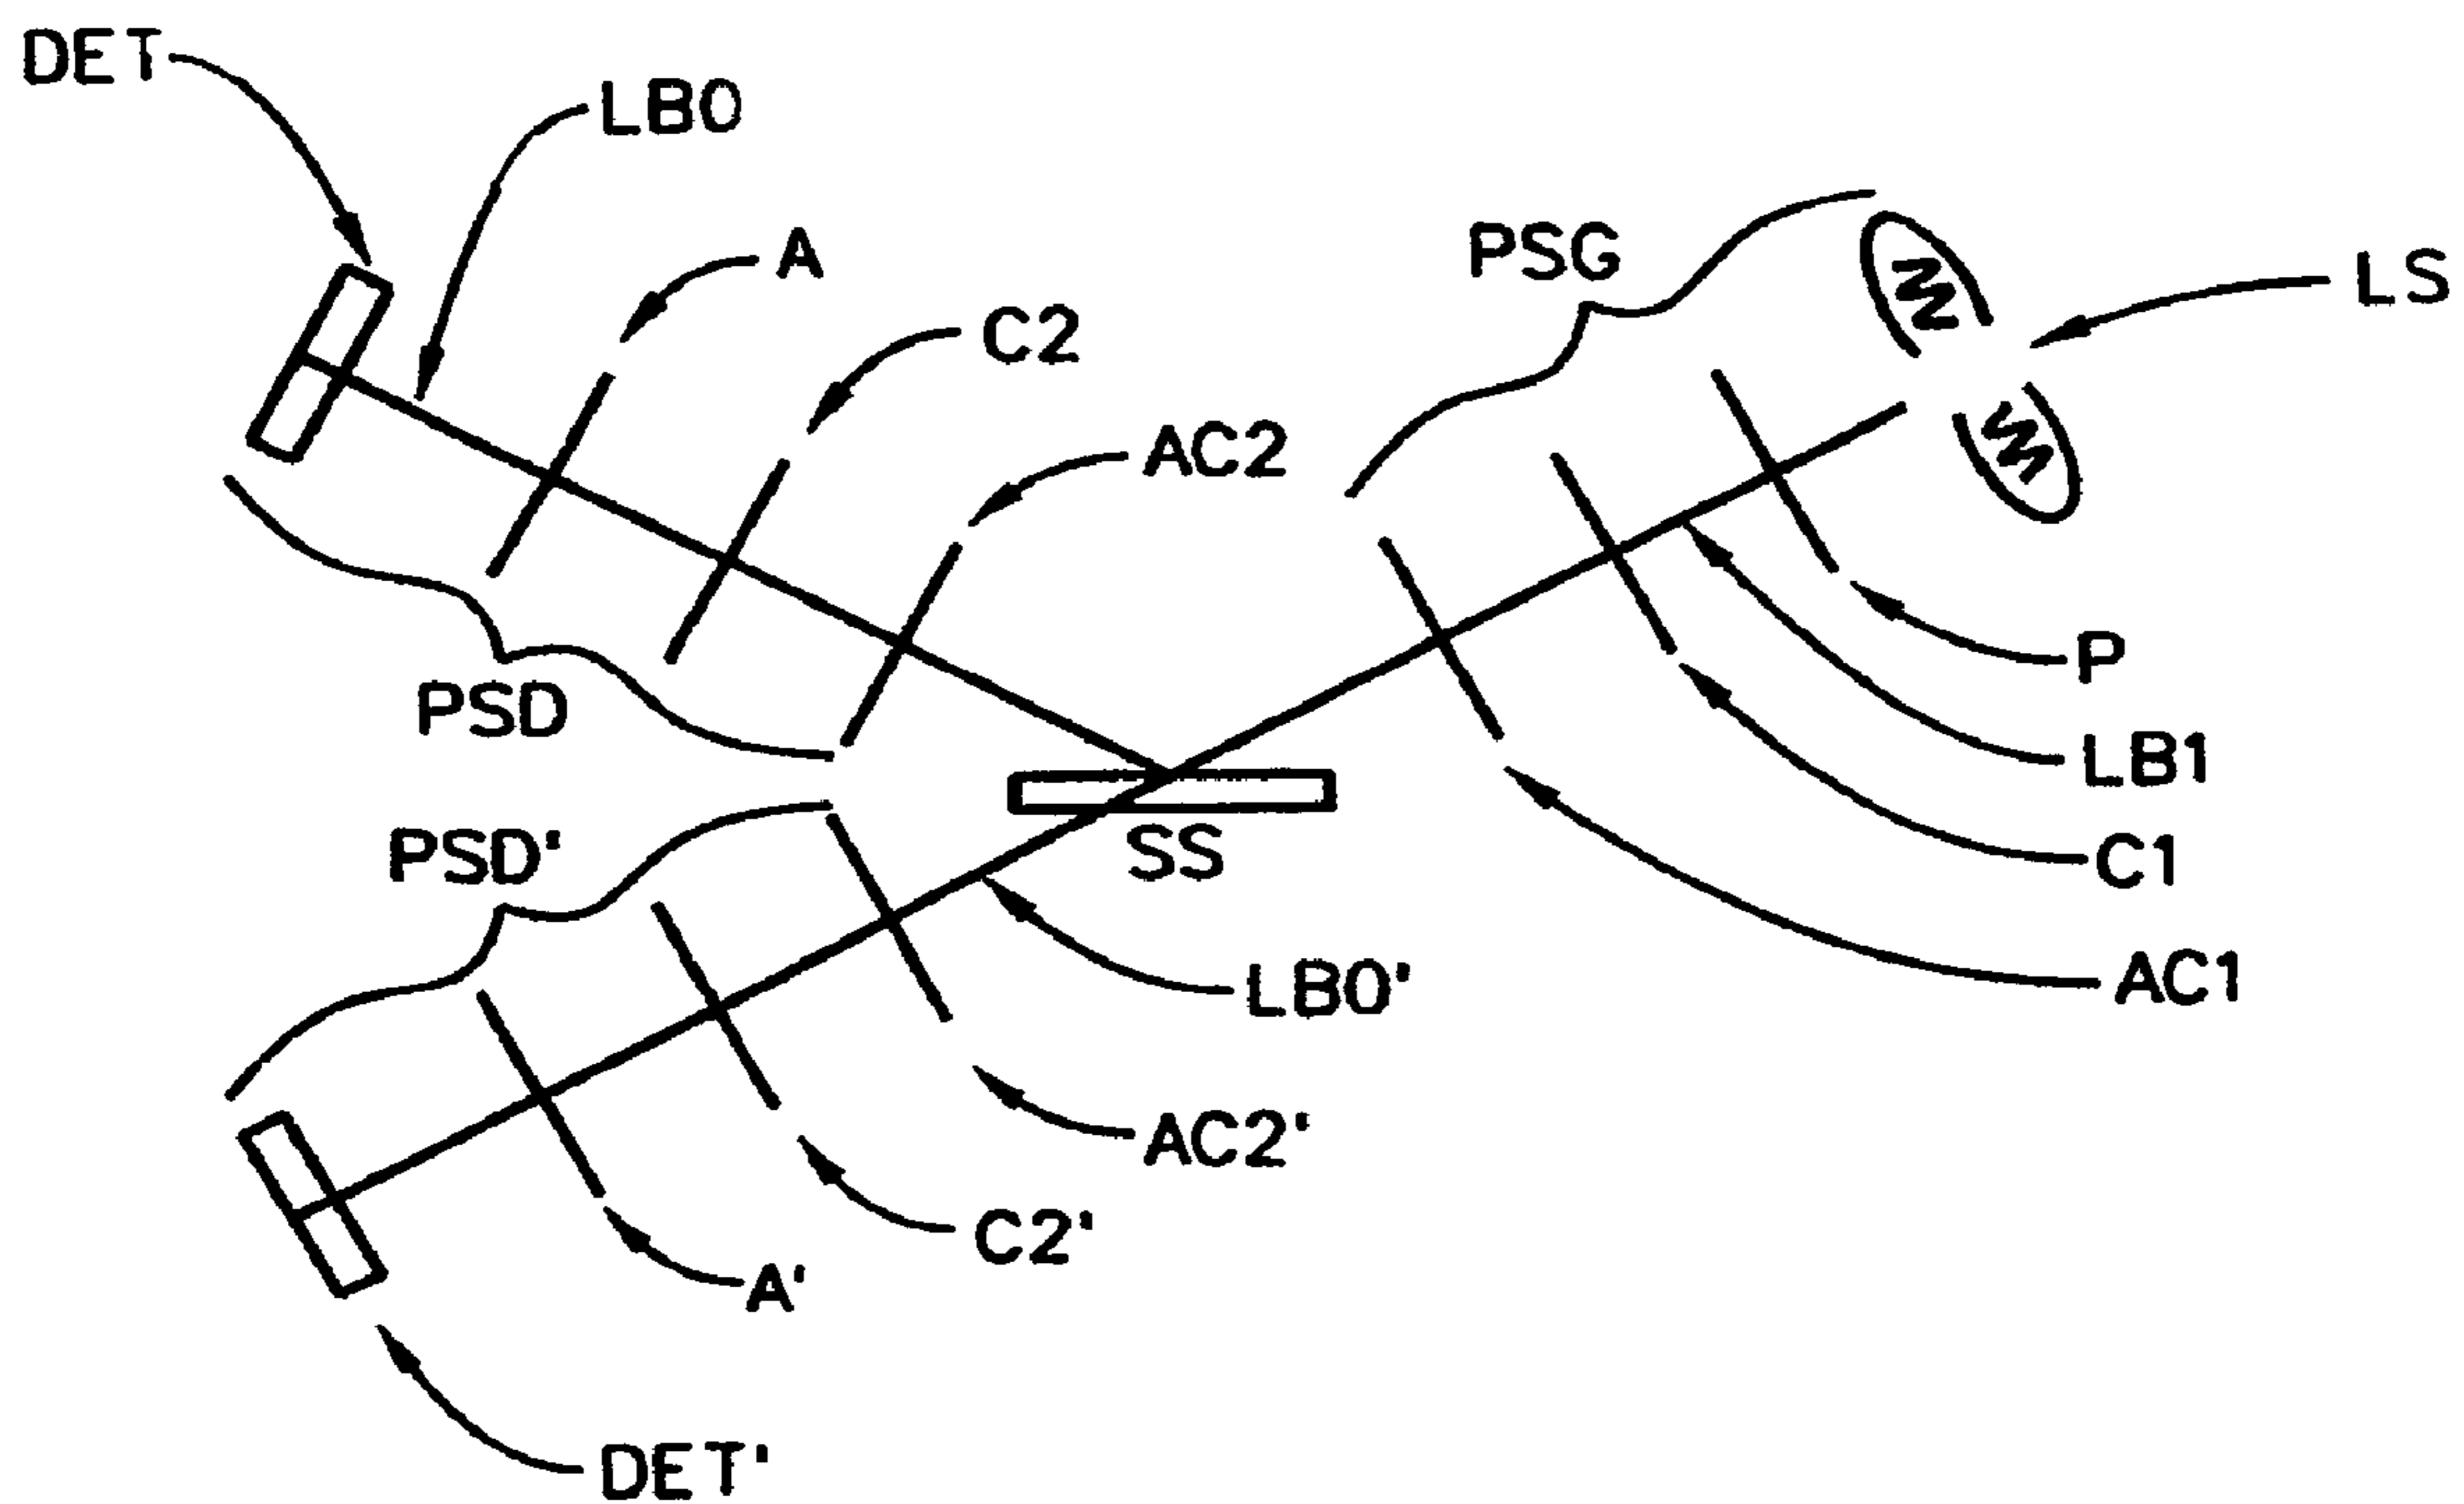 DET
LBO
A
C2
AC2
PSG
LS
PSD
P
LB1
C1
AC1
PSD'
SS
LBO'
AC2'
C2'
A'
DET'